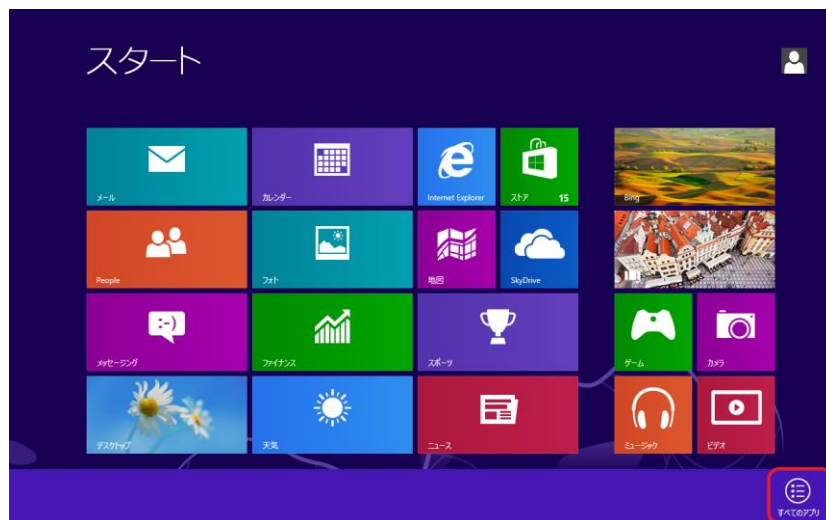 スタート
メール
カレンダー
Internet Explorer
ストア 15
Bing
People
フォト
地図
SkyDrive
メッセージング
ファイナンス
スポーツ
ゲーム
カメラ
デスクトップ
天気
ニュース
ミュージック
ビデオ
すべてのアプリ